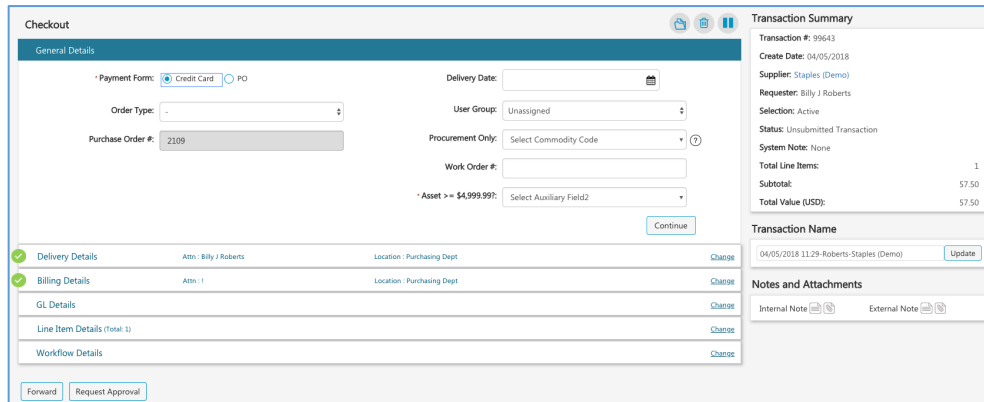 Checkout
General Details
* Payment Form: Credit Card PO
Delivery Date:
Order Type: -
User Group: Unassigned
Purchase Order #: 2109
Procurement Only: Select Commodity Code ?
Work Order #:
* Asset >= $4,999.99?: Select Auxiliary Field2
Continue
Delivery Details Attn : Billy J Roberts Location : Purchasing Dept Change
Billing Details Attn : ! Location : Purchasing Dept Change
GL Details Change
Line Item Details (Total: 1) Change
Workflow Details Change
Forward Request Approval
Transaction Summary
Transaction #: 99643
Create Date: 04/05/2018
Supplier: Staples (Demo)
Requester: Billy J Roberts
Selection: Active
Status: Unsubmitted Transaction
System Note: None
Total Line Items: 1
Subtotal: 57.50
Total Value (USD): 57.50
Transaction Name
04/05/2018 11:29-Roberts-Staples (Demo) Update
Notes and Attachments
Internal Note External Note